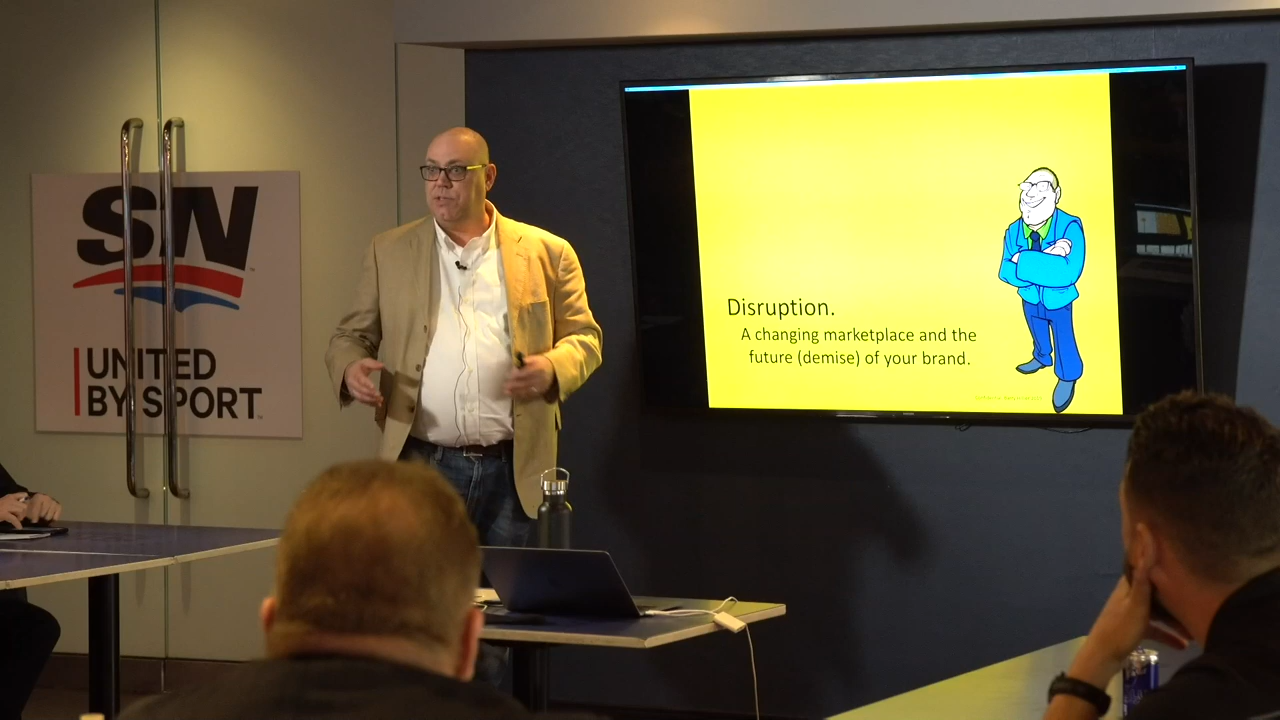 SN
UNITED
BY SPORT
Disruption.
A changing marketplace and the
future (demise) of your brand.